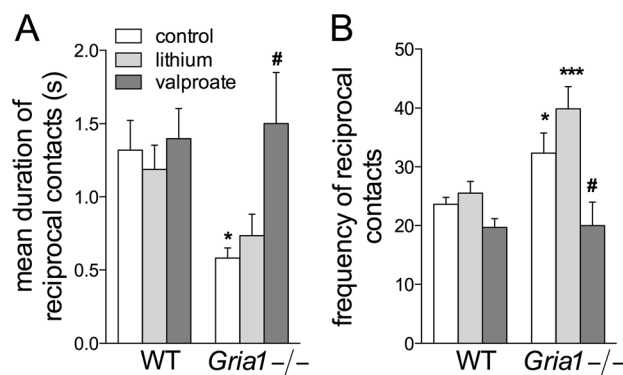 A
control
lithium
valproate
mean duration of
reciprocal contacts (s)
2.0
1.5
1.0
0.5
0.0
*
#
WT
Gria1 –/–
B
frequency of reciprocal
contacts
50
40
30
20
10
0
*
***
#
WT
Gria1 –/–